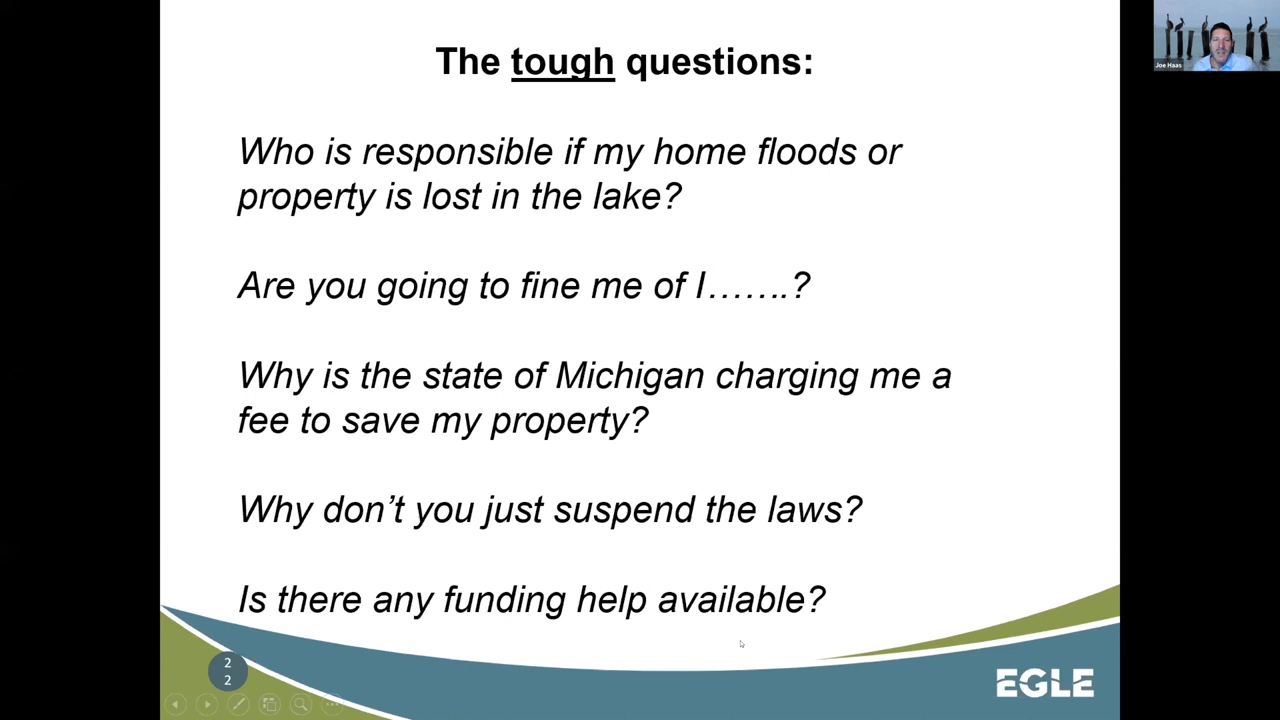 The tough questions:
Who is responsible if my home floods or
property is lost in the lake?
Are you going to fine me of I…….?
Why is the state of Michigan charging me a
fee to save my property?
Why don’t you just suspend the laws?
Is there any funding help available?
2
2
EGLE
Joe Haas